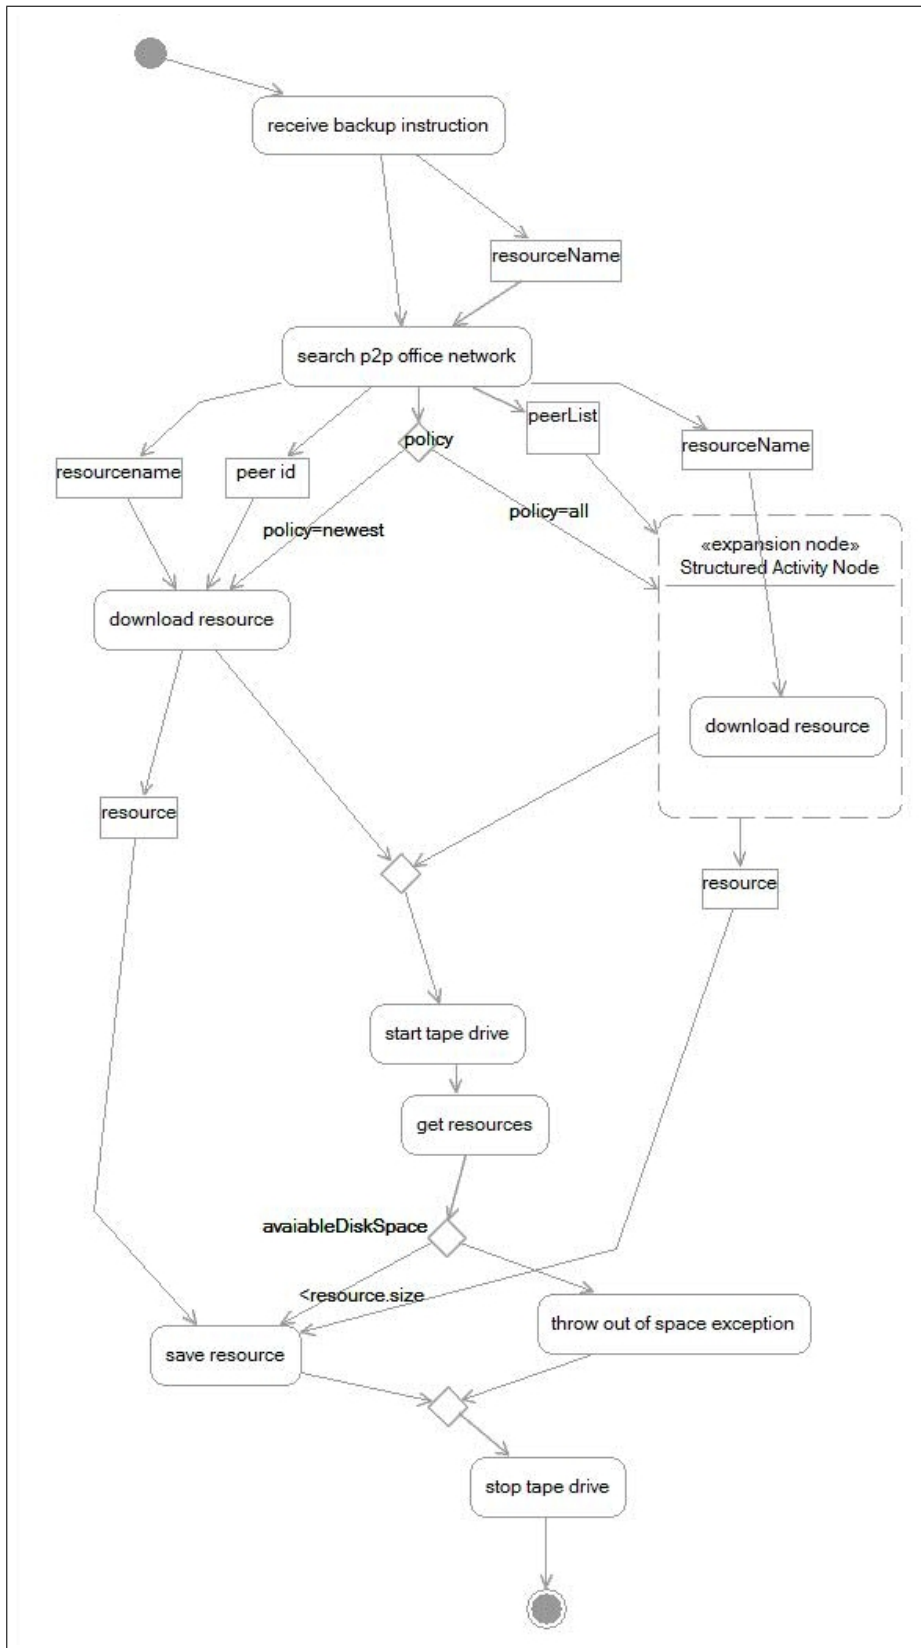 receive backup instruction
resourceName
search p2p office network
peerList
policy
resourceName
resourcename
peer id
policy=newest
policy=all
«expansion node»
Structured Activity Node
download resource
download resource
resource
resource
start tape drive
get resources
avaiableDiskSpace
<resource.size
throw out of space exception
save resource
stop tape drive